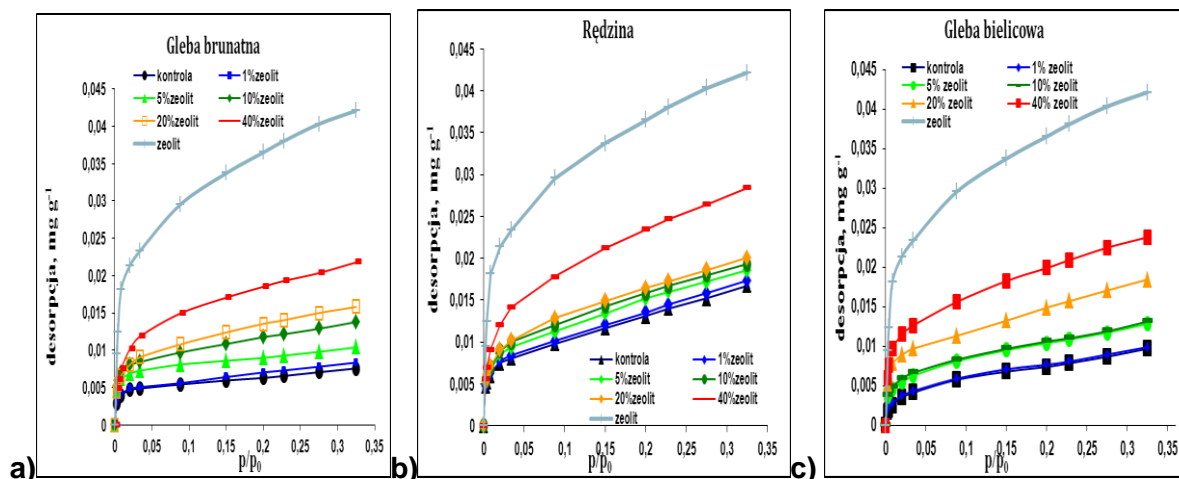 Gleba brunatna
kontrola 1%zeolit
5%zeolit 10%zeolit
20%zeolit 40%zeolit
zeolit
desorpcja, mg g⁻¹
0,045
0,04
0,035
0,03
0,025
0,02
0,015
0,01
0,005
0
0 0,05 0,1 0,15 0,2 0,25 0,3 0,35
p/p₀
a)
Rędzina
desorpcja, mg g⁻¹
0,045
0,04
0,035
0,03
0,025
0,02
0,015
0,01
0,005
0
kontrola 1%zeolit
5%zeolit 10%zeolit
20%zeolit 40%zeolit
zeolit
0 0,05 0,1 0,15 0,2 0,25 0,3 0,35
p/p₀
b)
Gleba bielicowa
kontrola 1% zeolit
5% zeolit 10% zeolit
20% zeolit 40% zeolit
zeolit
desorpcja, mg g⁻¹
0,045
0,04
0,035
0,03
0,025
0,02
0,015
0,01
0,005
0
0 0,05 0,1 0,15 0,2 0,25 0,3 0,35
p/p₀
c)